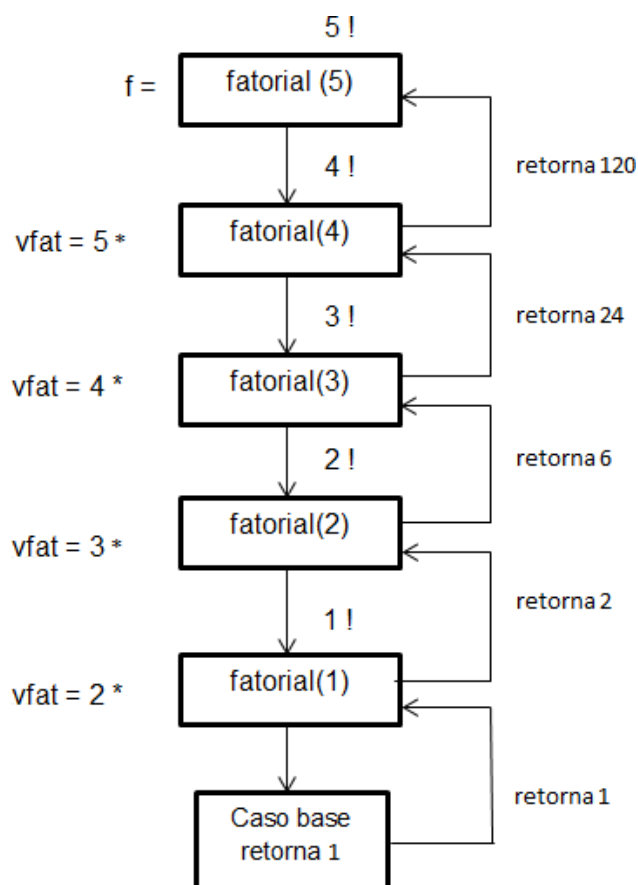 5 !
f =
fatorial (5)
4 !
retorna 120
vfat = 5 *
fatorial(4)
3 !
retorna 24
vfat = 4 *
fatorial(3)
2 !
retorna 6
vfat = 3 *
fatorial(2)
1 !
retorna 2
vfat = 2 *
fatorial(1)
Caso base
retorna 1
retorna 1